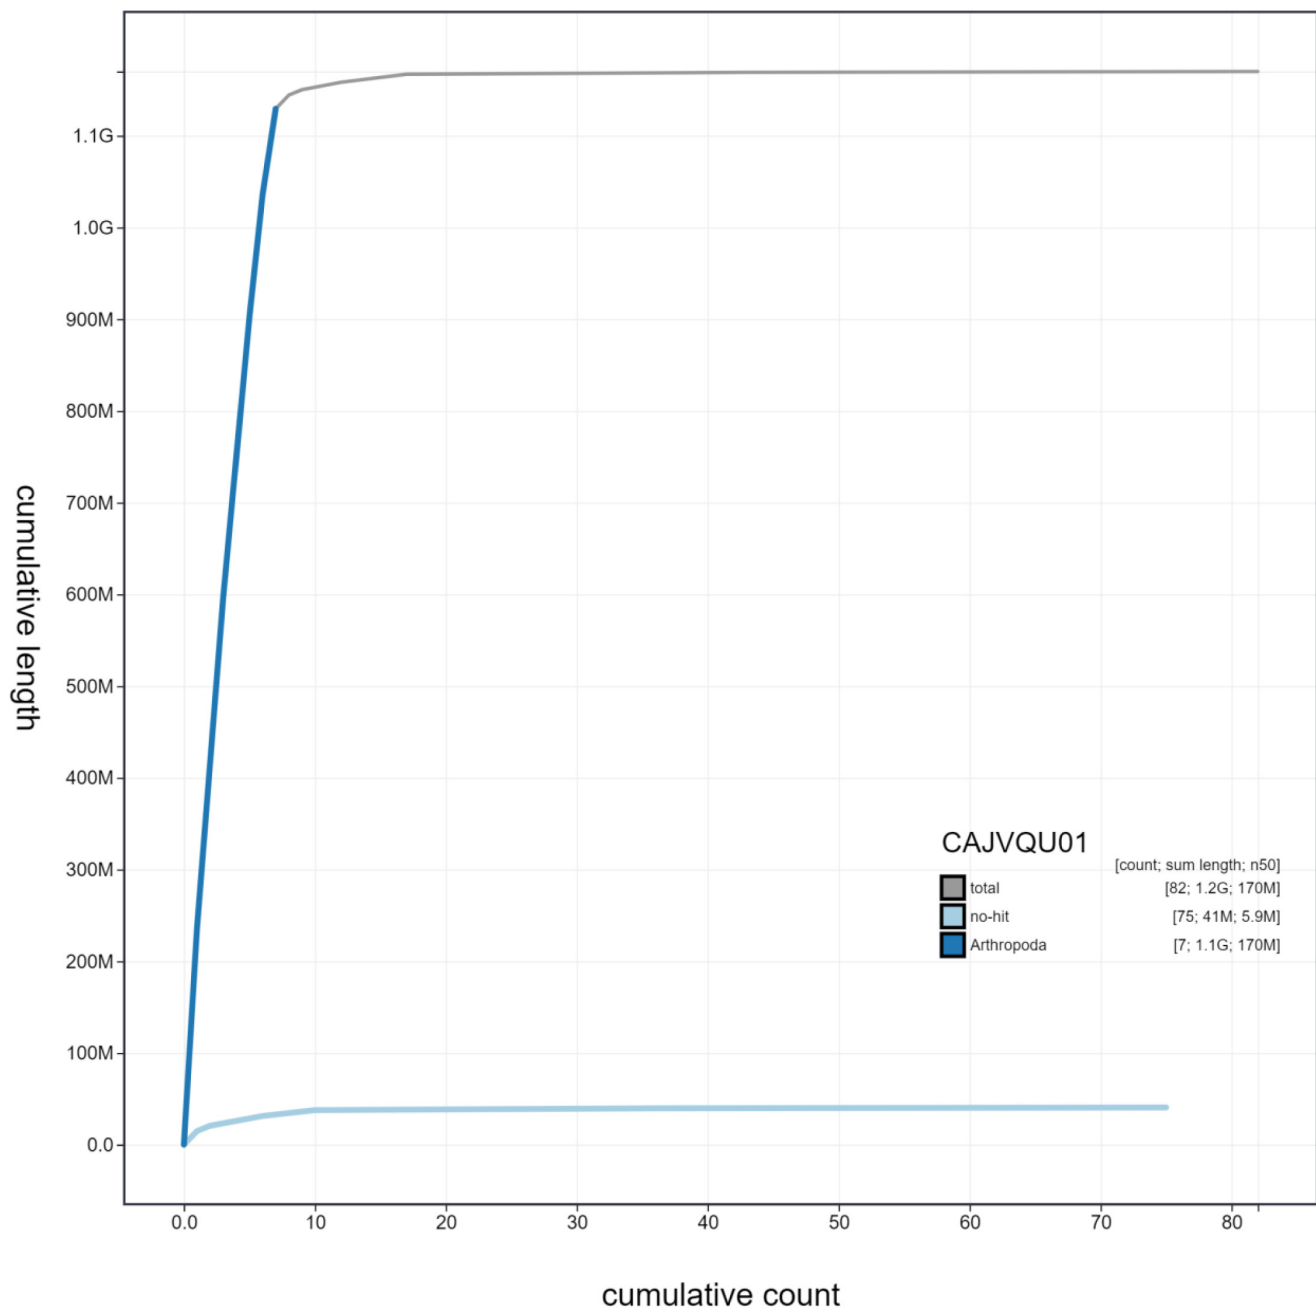 1.1G
1.0G
900M
800M
700M
600M
500M
400M
300M
200M
100M
0.0
cumulative length
CAJVQU01
[count; sum length; n50]
total [82; 1.2G; 170M]
no-hit [75; 41M; 5.9M]
Arthropoda [7; 1.1G; 170M]
0.0 10 20 30 40 50 60 70 80
cumulative count